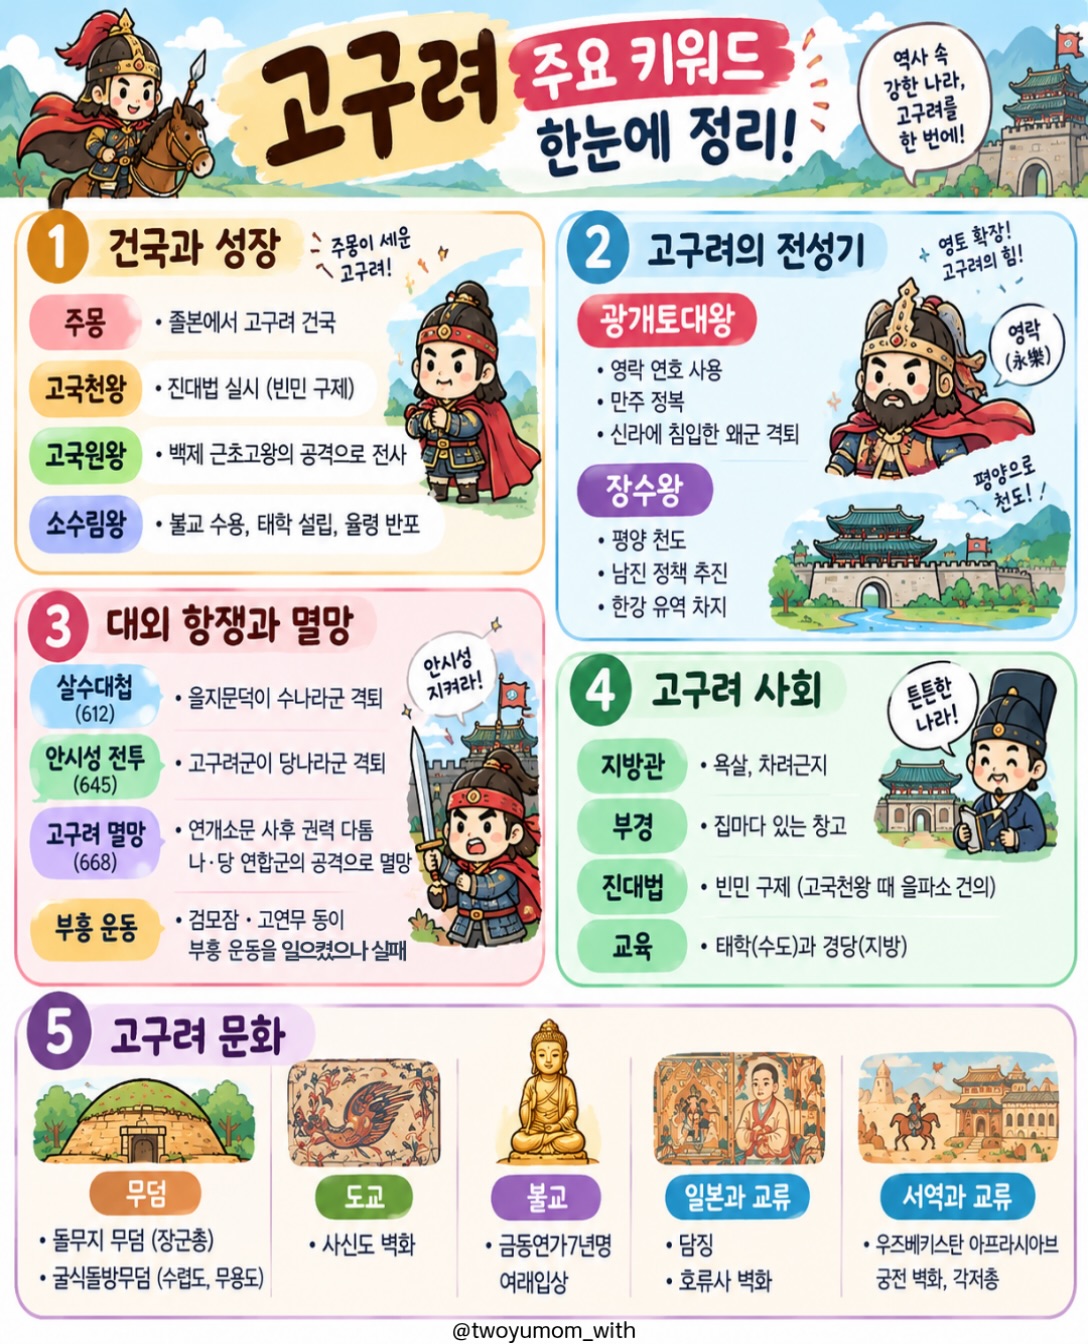 고구려
주요 키워드
한눈에 정리!
역사 속
강한 나라,
고구려를
한 번에!
1 건국과 성장
주몽이 세운
고구려!
주몽
• 졸본에서 고구려 건국
고국천왕
• 진대법 실시 (빈민 구제)
고국원왕
• 백제 근초고왕의 공격으로 전사
소수림왕
• 불교 수용, 태학 설립, 율령 반포
2 고구려의 전성기
영토 확장!
고구려의 힘!
광개토대왕
• 영락 연호 사용
• 만주 정복
• 신라에 침입한 왜군 격퇴
영락
(永樂)
장수왕
• 평양 천도
• 남진 정책 추진
• 한강 유역 차지
평양으로
천도!
3 대외 항쟁과 멸망
안시성
지켜라!
살수대첩
(612)
• 을지문덕이 수나라군 격퇴
안시성 전투
(645)
• 고구려군이 당나라군 격퇴
고구려 멸망
(668)
• 연개소문 사후 권력 다툼
나·당 연합군의 공격으로 멸망
부흥 운동
• 검모잠·고연무 등이
부흥 운동을 일으켰으나 실패
4 고구려 사회
튼튼한
나라!
지방관
• 욕살, 차려근지
부경
• 집마다 있는 창고
진대법
• 빈민 구제 (고국천왕 때 을파소 건의)
교육
• 태학(수도)과 경당(지방)
5 고구려 문화
무덤
• 돌무지 무덤 (장군총)
• 굴식돌방무덤 (수렵도, 무용도)
도교
• 사신도 벽화
불교
• 금동연가7년명
여래입상
일본과 교류
• 담징
• 호류사 벽화
서역과 교류
• 우즈베키스탄 아프라시아브
궁전 벽화, 각저총
@twoyumom_with